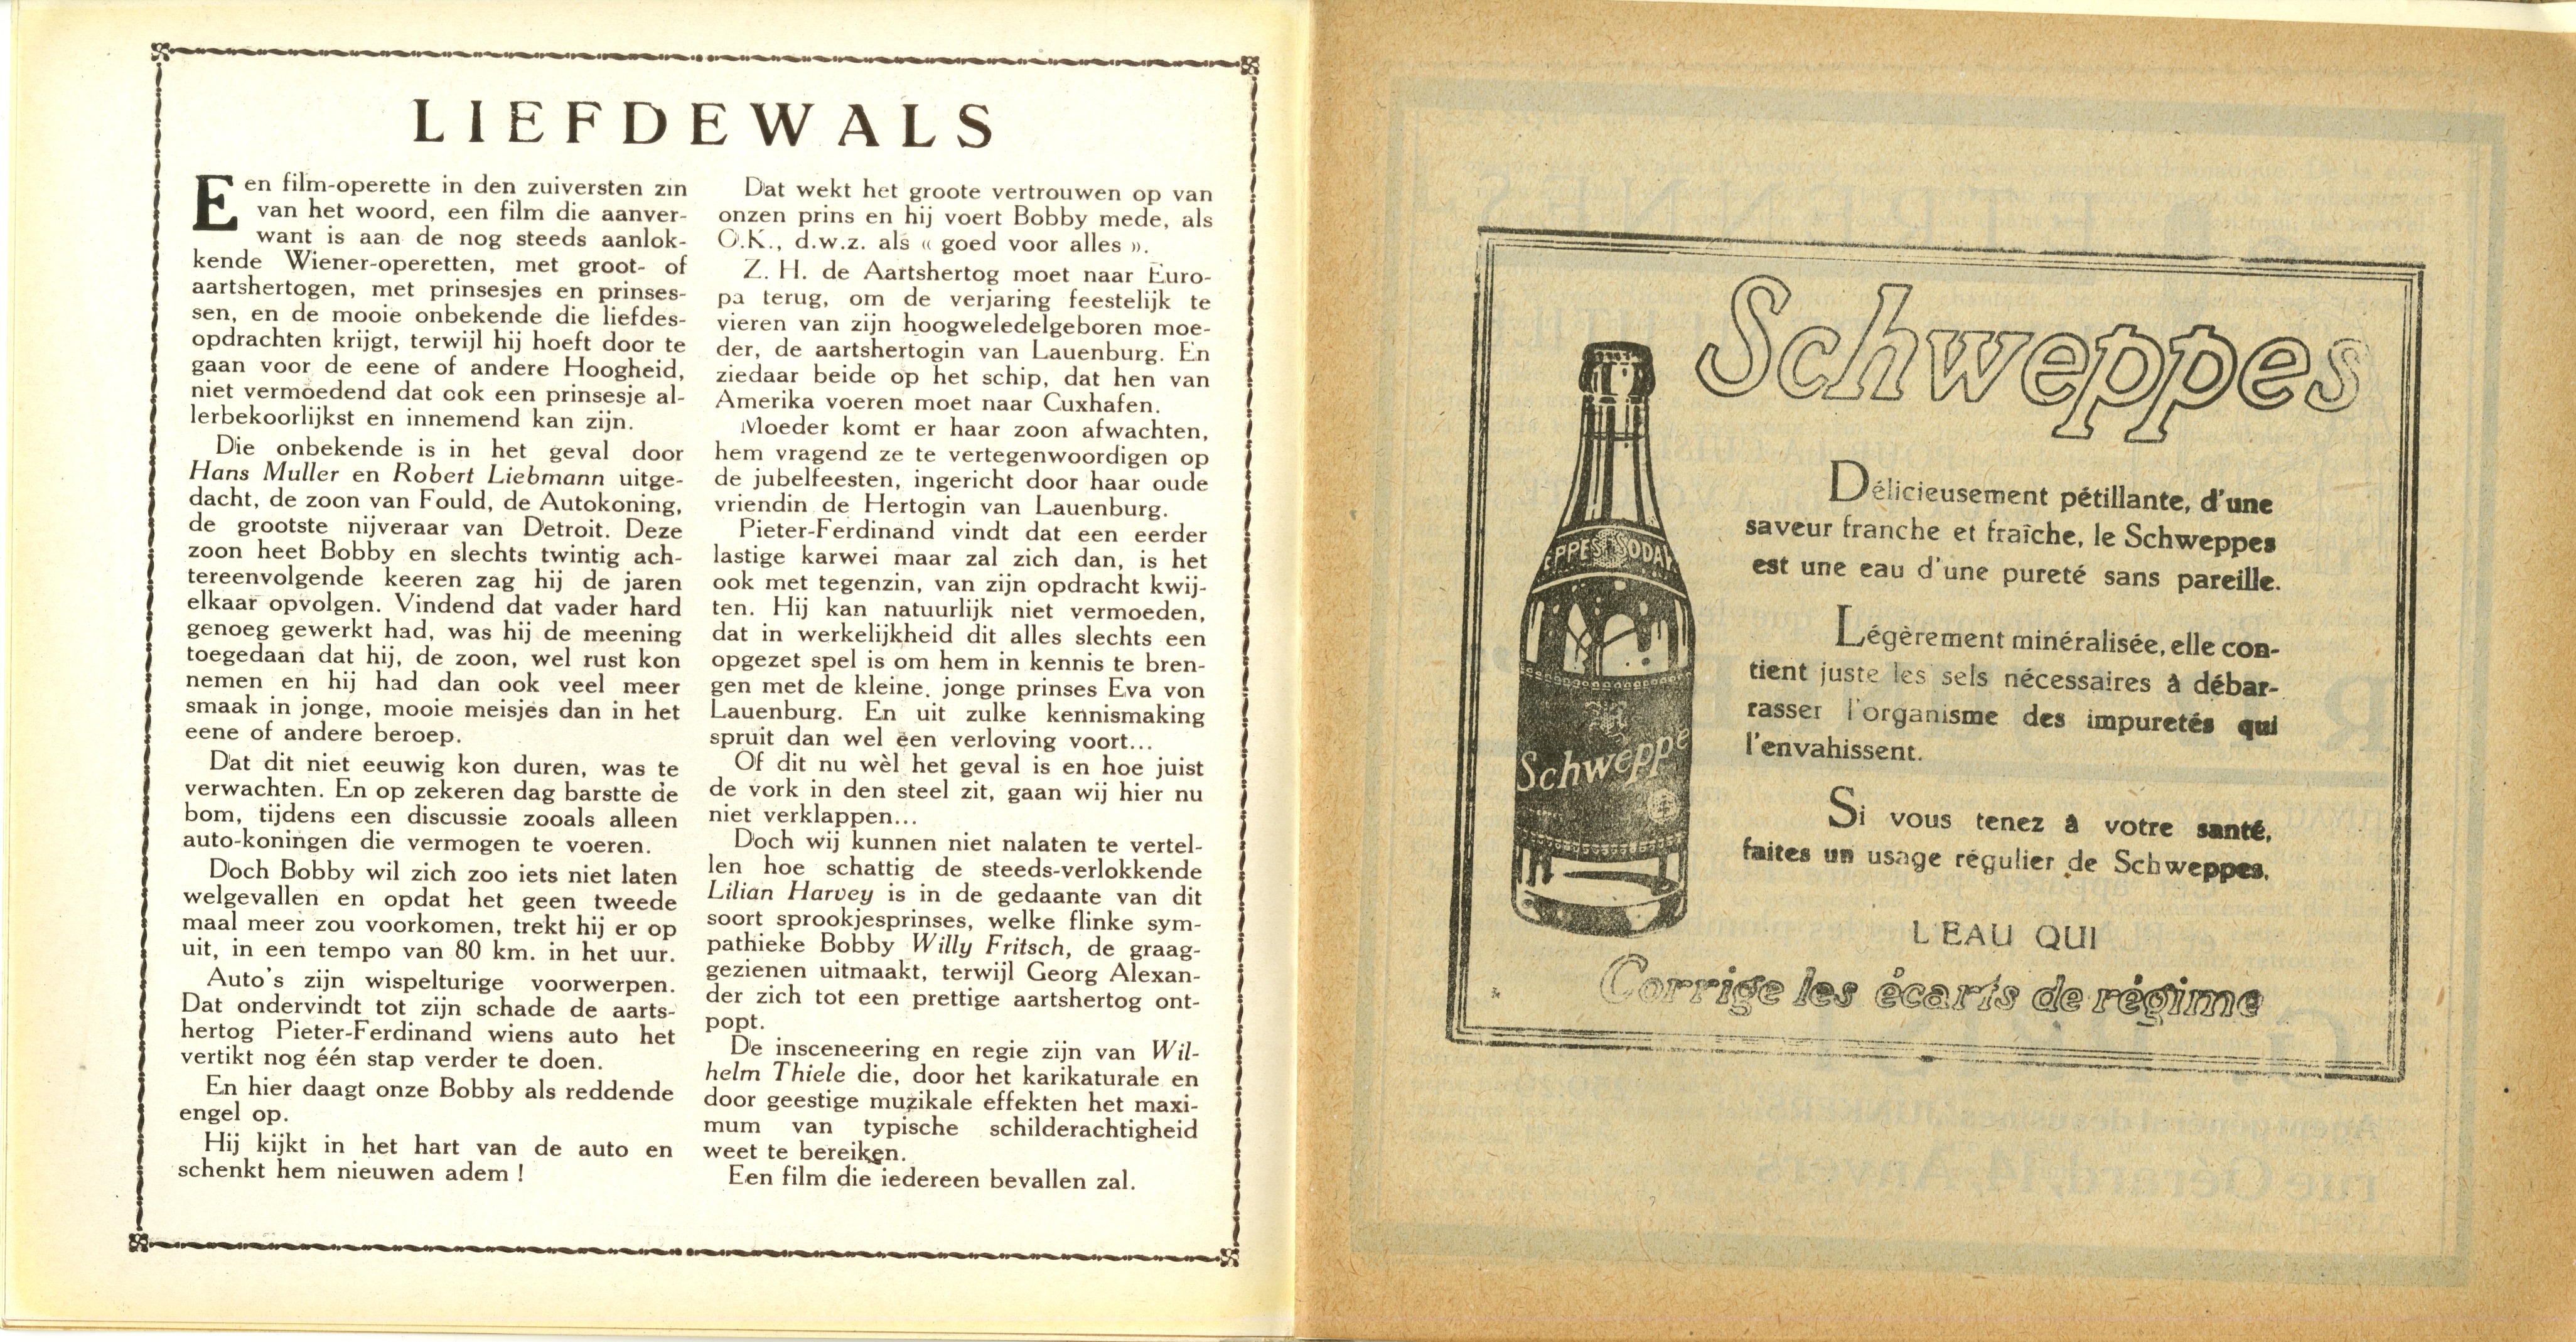 LIEFDEWALS
Een film-operette in den zuiversten zin
van het woord, een film die aanver-
want is aan de nog steeds aanlok-
kende Wiener-operetten, met groot- of
aartshertogen, met prinsesjes en prinses-
sen, en de mooie onbekende die liefdes-
opdrachten krijgt, terwijl hij hoeft door te
gaan voor de eene of andere Hoogheid,
niet vermoedend dat ook een prinsesje al-
lerbekoorlijkst en innemend kan zijn.
Die onbekende is in het geval door
Hans Muller en Robert Liebmann uitge-
dacht, de zoon van Fould, de Autokoning,
de grootste nijveraar van Detroit. Deze
zoon heet Bobby en slechts twintig ach-
tereenvolgende keeren zag hij de jaren
elkaar opvolgen. Vindend dat vader hard
genoeg gewerkt had, was hij de meening
toegedaan dat hij, de zoon, wel rust kon
nemen en hij had dan ook veel meer
smaak in jonge, mooie meisjes dan in het
eene of andere beroep.
Dat dit niet eeuwig kon duren, was te
verwachten. En op zekeren dag barstte de
bom, tijdens een discussie zooals alleen
auto-koningen die vermogen te voeren.
Doch Bobby wil zich zoo iets niet laten
welgevallen en opdat het geen tweede
maal meer zou voorkomen, trekt hij er op
uit, in een tempo van 80 km. in het uur.
Auto's zijn wispelturige voorwerpen.
Dat ondervindt tot zijn schade de aarts-
hertog Pieter-Ferdinand wiens auto het
vertikt nog één stap verder te doen.
En hier daagt onze Bobby als reddende
engel op.
Hij kijkt in het hart van de auto en
schenkt hem nieuwen adem !
Dat wekt het groote vertrouwen op van
onzen prins en hij voert Bobby mede, als
O.K., d.w.z. als « goed voor alles ».
Z. H. de Aartshertog moet naar Euro-
pa terug, om de verjaring feestelijk te
vieren van zijn hoogweledelgeboren moe-
der, de aartshertogin van Lauenburg. En
ziedaar beide op het schip, dat hen van
Amerika voeren moet naar Cuxhafen.
Moeder komt er haar zoon afwachten,
hem vragend ze te vertegenwoordigen op
de jubelfeesten, ingericht door haar oude
vriendin de Hertogin van Lauenburg.
Pieter-Ferdinand vindt dat een eerder
lastige karwei maar zal zich dan, is het
ook met tegenzin, van zijn opdracht kwij-
ten. Hij kan natuurlijk niet vermoeden,
dat in werkelijkheid dit alles slechts een
opgezet spel is om hem in kennis te bren-
gen met de kleine, jonge prinses Eva von
Lauenburg. En uit zulke kennismaking
spruit dan wel een verloving voort...
Of dit nu wèl het geval is en hoe juist
de vork in den steel zit, gaan wij hier nu
niet verklappen...
Doch wij kunnen niet nalaten te vertel-
len hoe schattig de steeds-verlokkende
Lilian Harvey is in de gedaante van dit
soort sprookjesprinses, welke flinke sym-
pathieke Bobby Willy Fritsch, de graag-
gezienen uitmaakt, terwijl Georg Alexan-
der zich tot een prettige aartshertog ont-
popt.
De insceneering en regie zijn van Wil-
helm Thiele die, door het karikaturale en
door geestige muzikale effekten het maxi-
mum van typische schilderachtigheid
weet te bereiken.
Een film die iedereen bevallen zal.
Schweppes
EPPES SODA
Schweppe
Délicieusement pétillante, d'une
saveur franche et fraîche, le Schweppes
est une eau d'une pureté sans pareille.
Légèrement minéralisée, elle con-
tient juste les sels nécessaires à débar-
rasser l'organisme des impuretés qui
l'envahissent.
Si vous tenez à votre santé,
faites un usage régulier de Schweppes.
L'EAU QUI
Corrige les écarts de régime